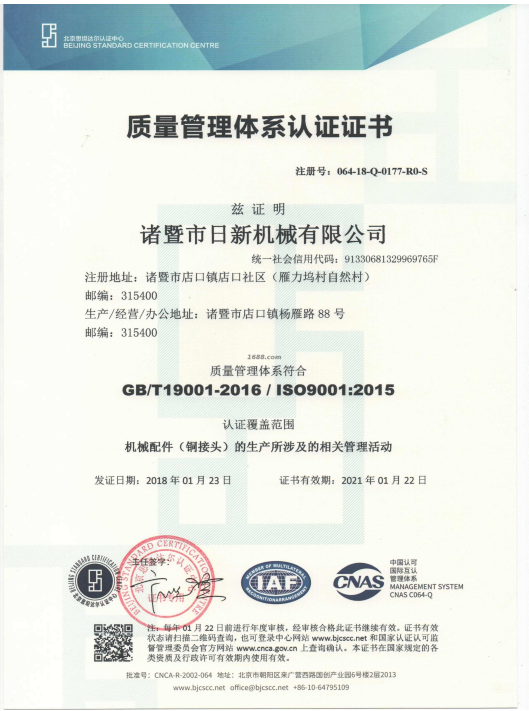 北京思坦达尔认证中心
BEIJING STANDARD CERTIFICATION CENTRE
质量管理体系认证证书
注册号：064-18-Q-0177-R0-S
兹证明
诸暨市日新机械有限公司
统一社会信用代码：91330681329969765F
注册地址：诸暨市店口镇店口社区（雁力坞村自然村）
邮编：315400
生产/经营/办公地址：诸暨市店口镇杨雁路 88 号
邮编：315400
1688.com
质量管理体系符合
GB/T19001-2016 / ISO9001:2015
认证覆盖范围
机械配件（铜接头）的生产所涉及的相关管理活动
发证日期：2018 年 01 月 23 日 证书有效期：2021 年 01 月 22 日
主任签字：
BEIJING STANDARD CERTIFICATION CENTRE
MEMBER OF MULTILATERAL
IAF
RECOGNITION ARRANGEMENT
CNAS
中国认可
国际互认
管理体系
MANAGEMENT SYSTEM
CNAS C064-Q
注：每年 01 月 22 日前进行年度审核，经审核合格此证书继续有效。证书有效
状态请扫描二维码查询，也可登录中心网站 www.bjcscc.net 和国家认证认可监
督管理委员会官方网站 www.cnca.gov.cn 上查询确认。本证书在国家规定的各
类资质及行政许可有效期内使用有效。
批准号：CNCA-R-2002-064 地址：北京市朝阳区来广营西路国创产业园6号楼2层2013
www.bjcscc.net office@bjcscc.net +86-10-64795109